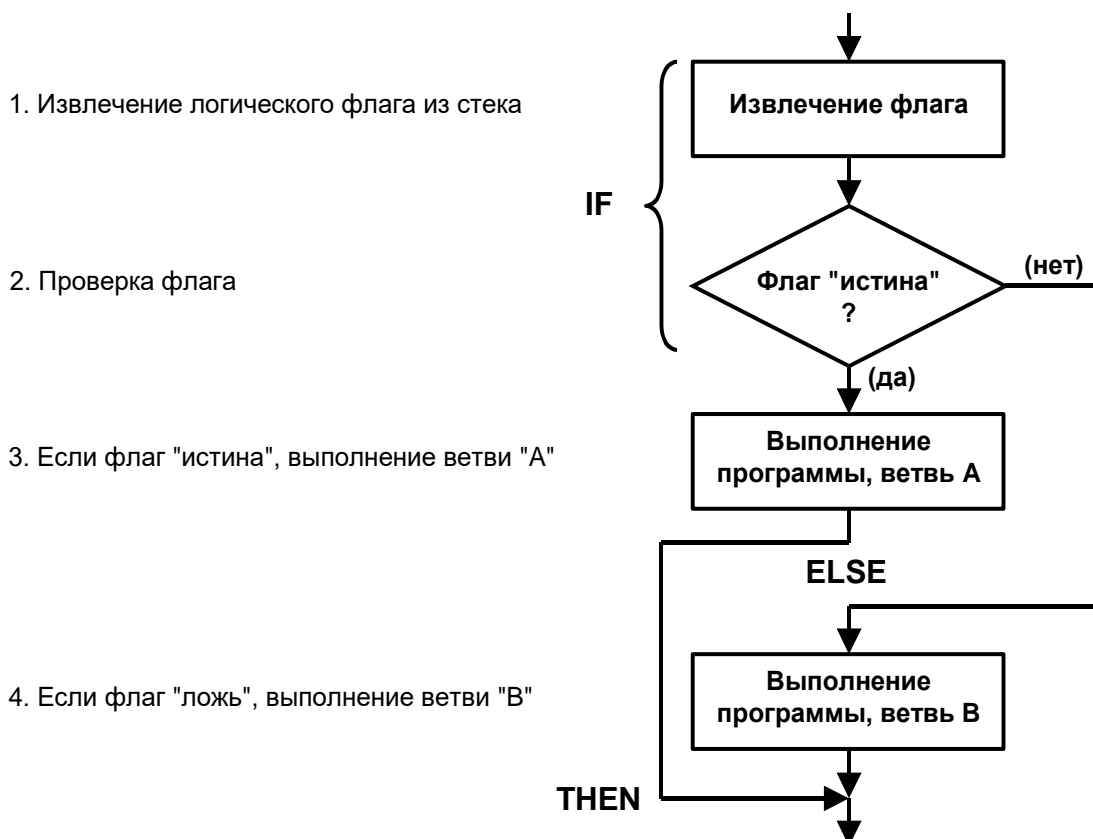 1. Извлечение логического флага из стека
Извлечение флага
IF
2. Проверка флага
Флаг "истина"
?
(нет)
(да)
3. Если флаг "истина", выполнение ветви "А"
Выполнение
программы, ветвь А
ELSE
4. Если флаг "ложь", выполнение ветви "В"
Выполнение
программы, ветвь В
THEN